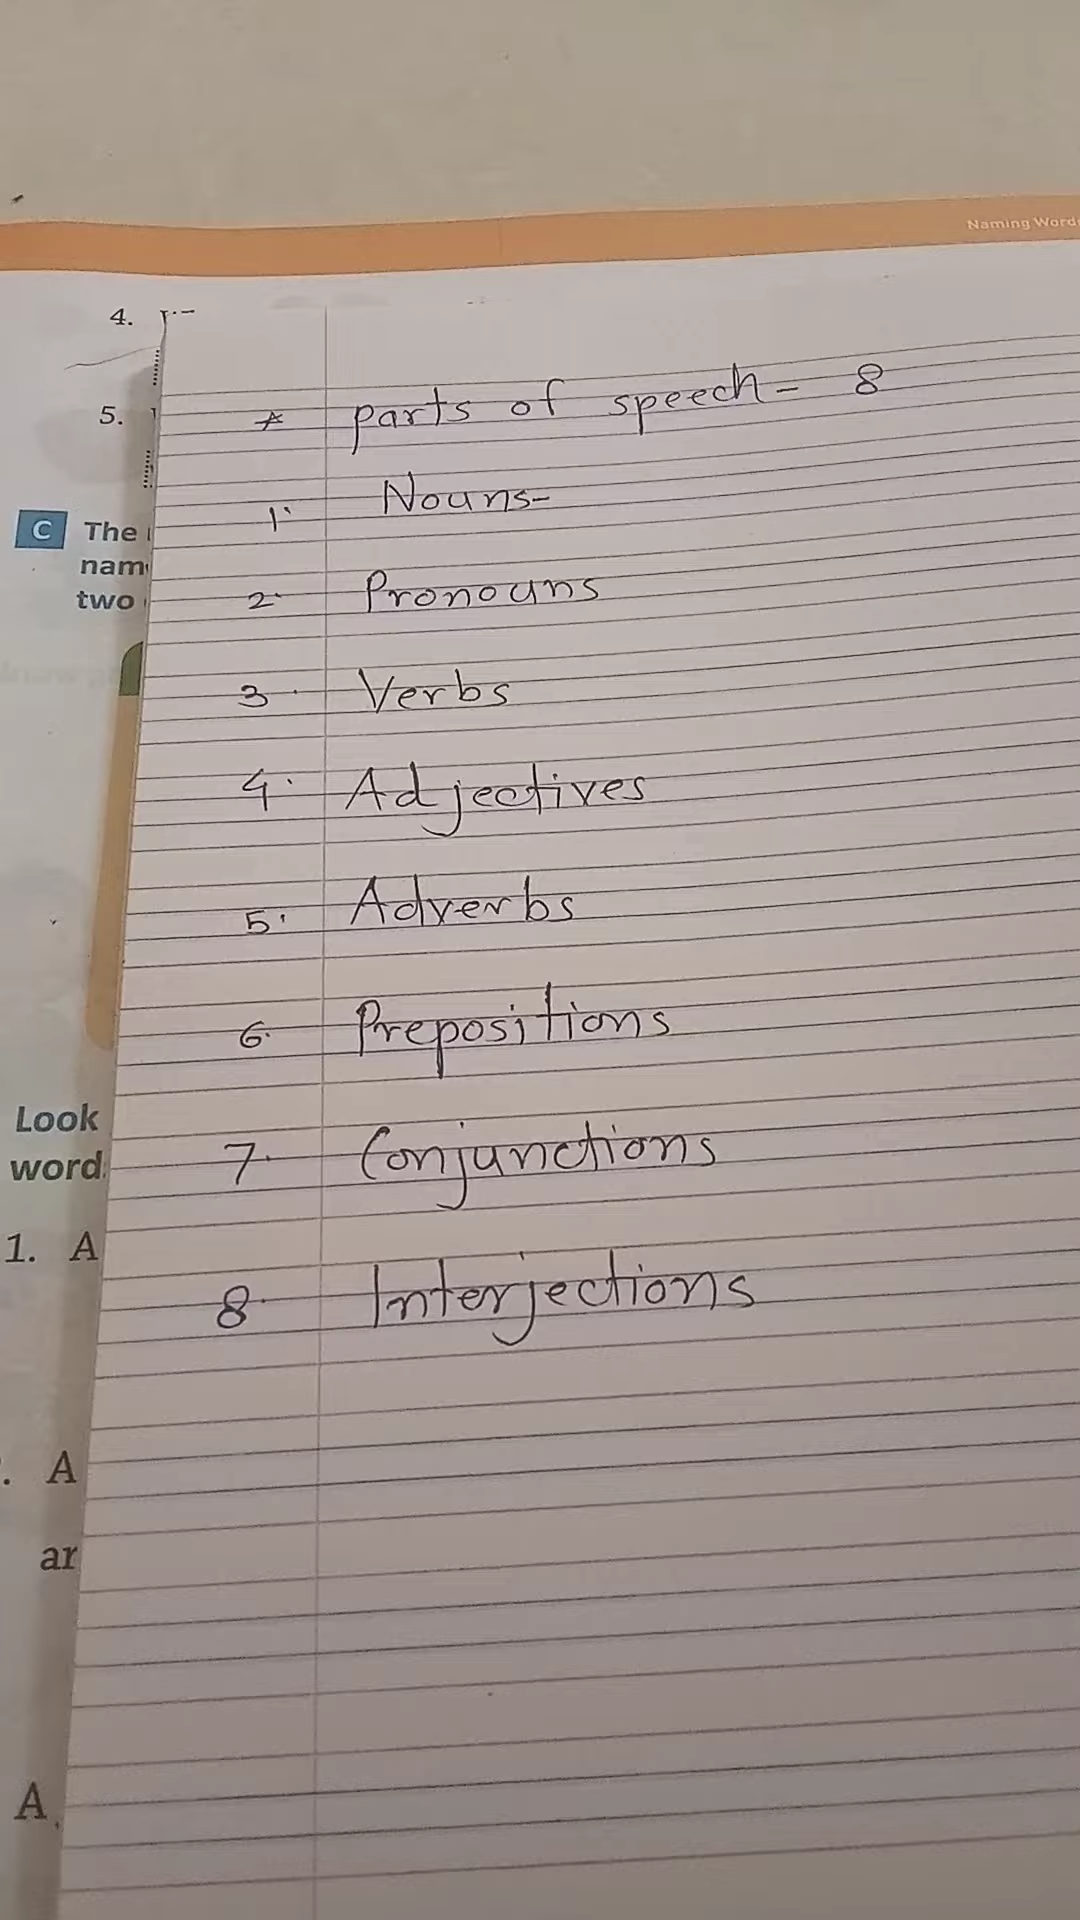 Naming Words
4.
5.
* parts of speech - 8
1. Nouns-
C The
2. Pronouns
two
3. Verbs
4. Adjectives
5. Adverbs
6. Prepositions
Look
7. Conjunctions
word
1. A
8. Interjections
. A
ar
A